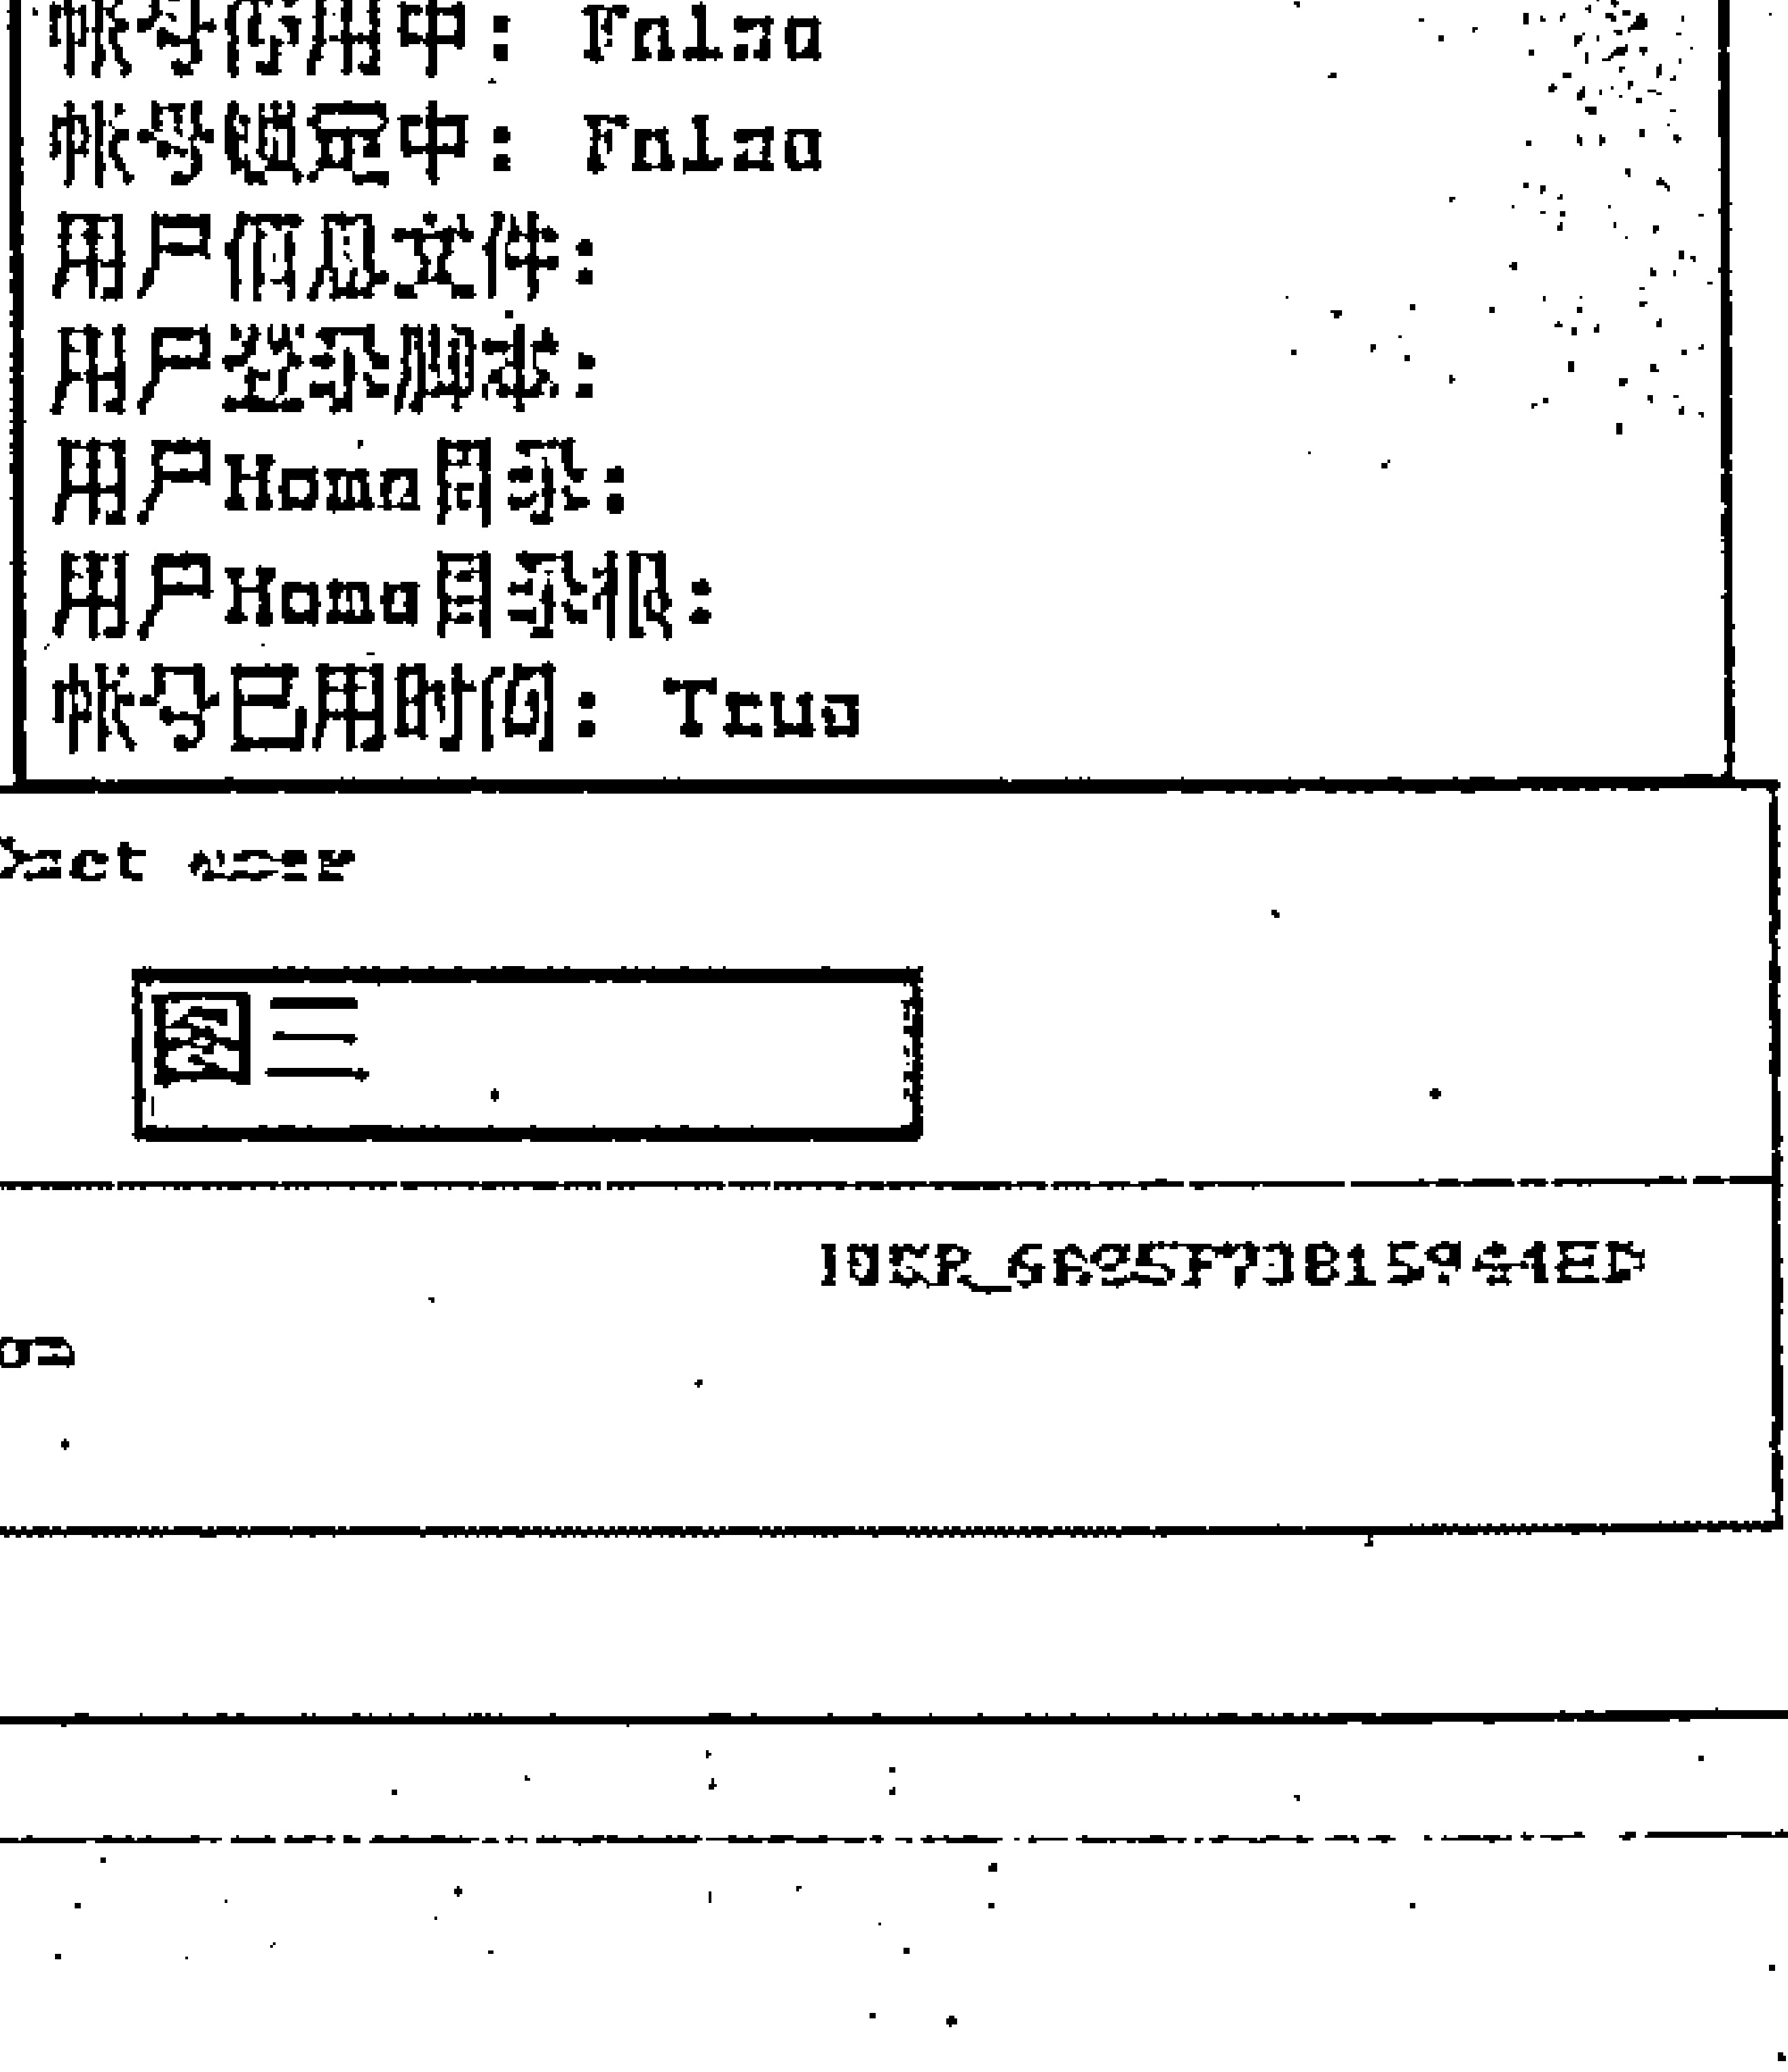 帐号停用中: False
帐号锁定中: False
用户信息文件:
用户登录脚本:
用户Home目录:
用户Home目录根:
帐号已用时间: True
图三